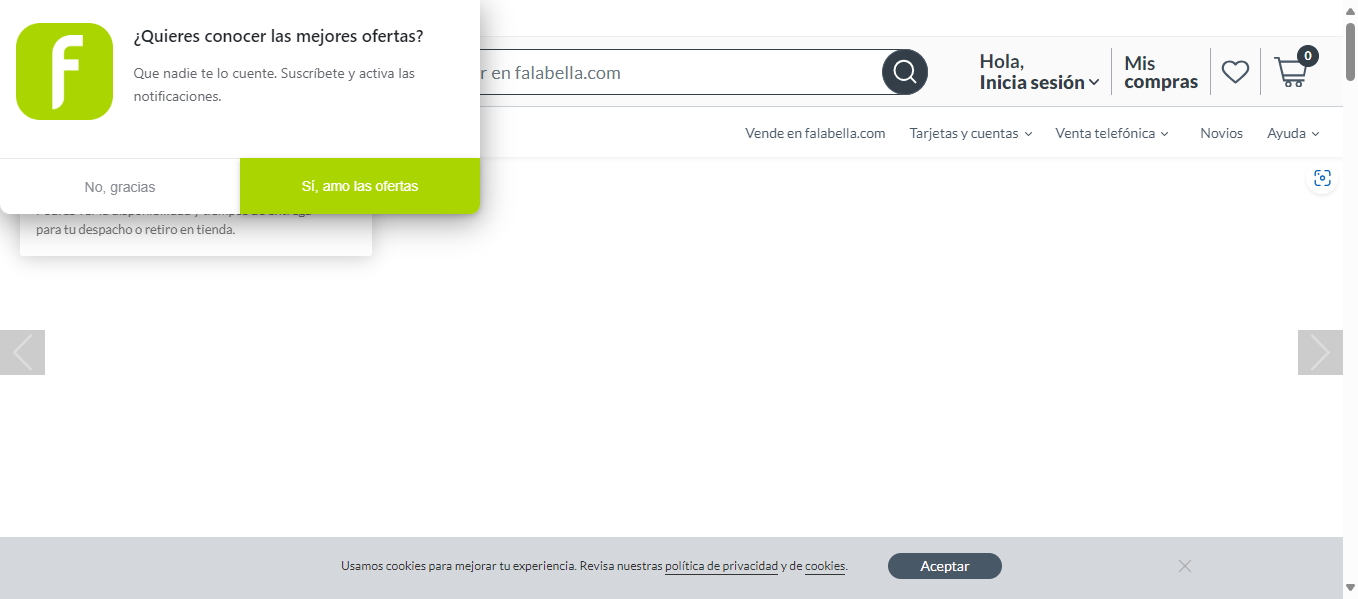 ¿Quieres conocer las mejores ofertas?
Que nadie te lo cuente. Suscríbete y activa las
notificaciones.
No, gracias
Sí, amo las ofertas
en falabella.com
Hola,
Inicia sesión
Mis
compras
0
Vende en falabella.com
Tarjetas y cuentas
Venta telefónica
Novios
Ayuda
para tu despacho o retiro en tienda.
Usamos cookies para mejorar tu experiencia. Revisa nuestras política de privacidad y de cookies.
Aceptar